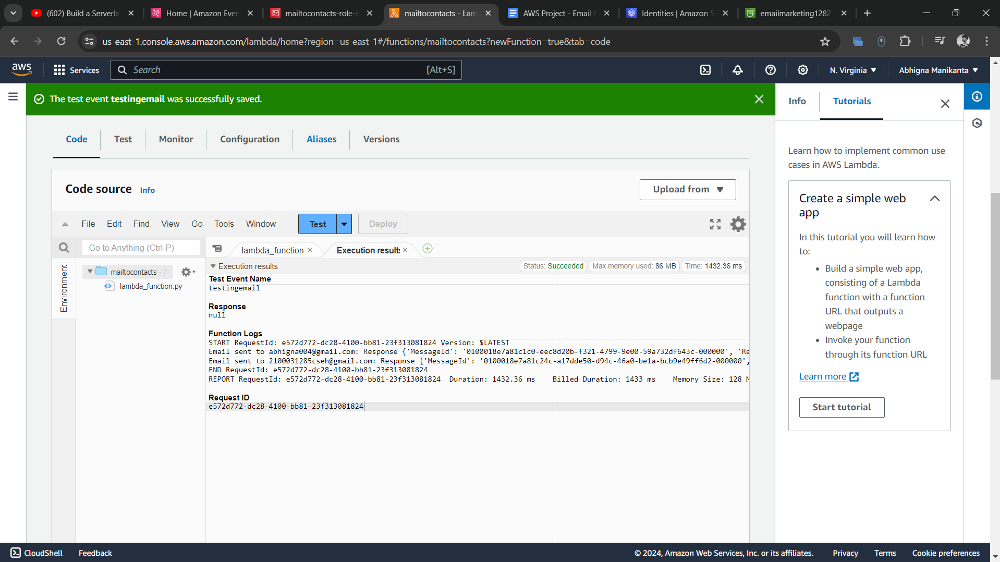 (602) Build a Serverle
Home | Amazon Even
mailtocontacts-role-s
mailtocontacts - Lam
AWS Project - Email M
Identities | Amazon S
emailmarketing1282
us-east-1.console.aws.amazon.com/lambda/home?region=us-east-1#/functions/mailtocontacts?newFunction=true&tab=code
aws
Services
Search
[Alt+S]
N. Virginia
Abhigna Manikanta
The test event testingemail was successfully saved.
Info
Tutorials
Code
Test
Monitor
Configuration
Aliases
Versions
Code source
Info
Upload from
File
Edit
Find
View
Go
Tools
Window
Test
Deploy
Go to Anything (Ctrl-P)
lambda_function.
Execution results
Environment
mailtocontacts - /
lambda_function.py
Execution results
Status: Succeeded
Max memory used: 86 MB
Time: 1432.36 ms
Test Event Name
testingemail
Response
null
Function Logs
START RequestId: e572d772-dc28-4100-bb81-23f313081824 Version: $LATEST
Email sent to abhigna004@gmail.com: Response {'MessageId': '0100018e7a81c1c0-eec8d20b-f321-4799-9e00-59a732df643c-000000', 'Re
Email sent to 2100031285cseh@gmail.com: Response {'MessageId': '0100018e7a81c24c-a17dde50-d94c-46a0-be1a-bcb9e49ff6d2-000000',
END RequestId: e572d772-dc28-4100-bb81-23f313081824
REPORT RequestId: e572d772-dc28-4100-bb81-23f313081824 Duration: 1432.36 ms Billed Duration: 1433 ms Memory Size: 128 M
Request ID
e572d772-dc28-4100-bb81-23f313081824
Learn how to implement common use
cases in AWS Lambda.
Create a simple web
app
In this tutorial you will learn how
to:
• Build a simple web app,
consisting of a Lambda
function with a function
URL that outputs a
webpage
• Invoke your function
through its function URL
Learn more
Start tutorial
CloudShell
Feedback
© 2024, Amazon Web Services, Inc. or its affiliates.
Privacy
Terms
Cookie preferences